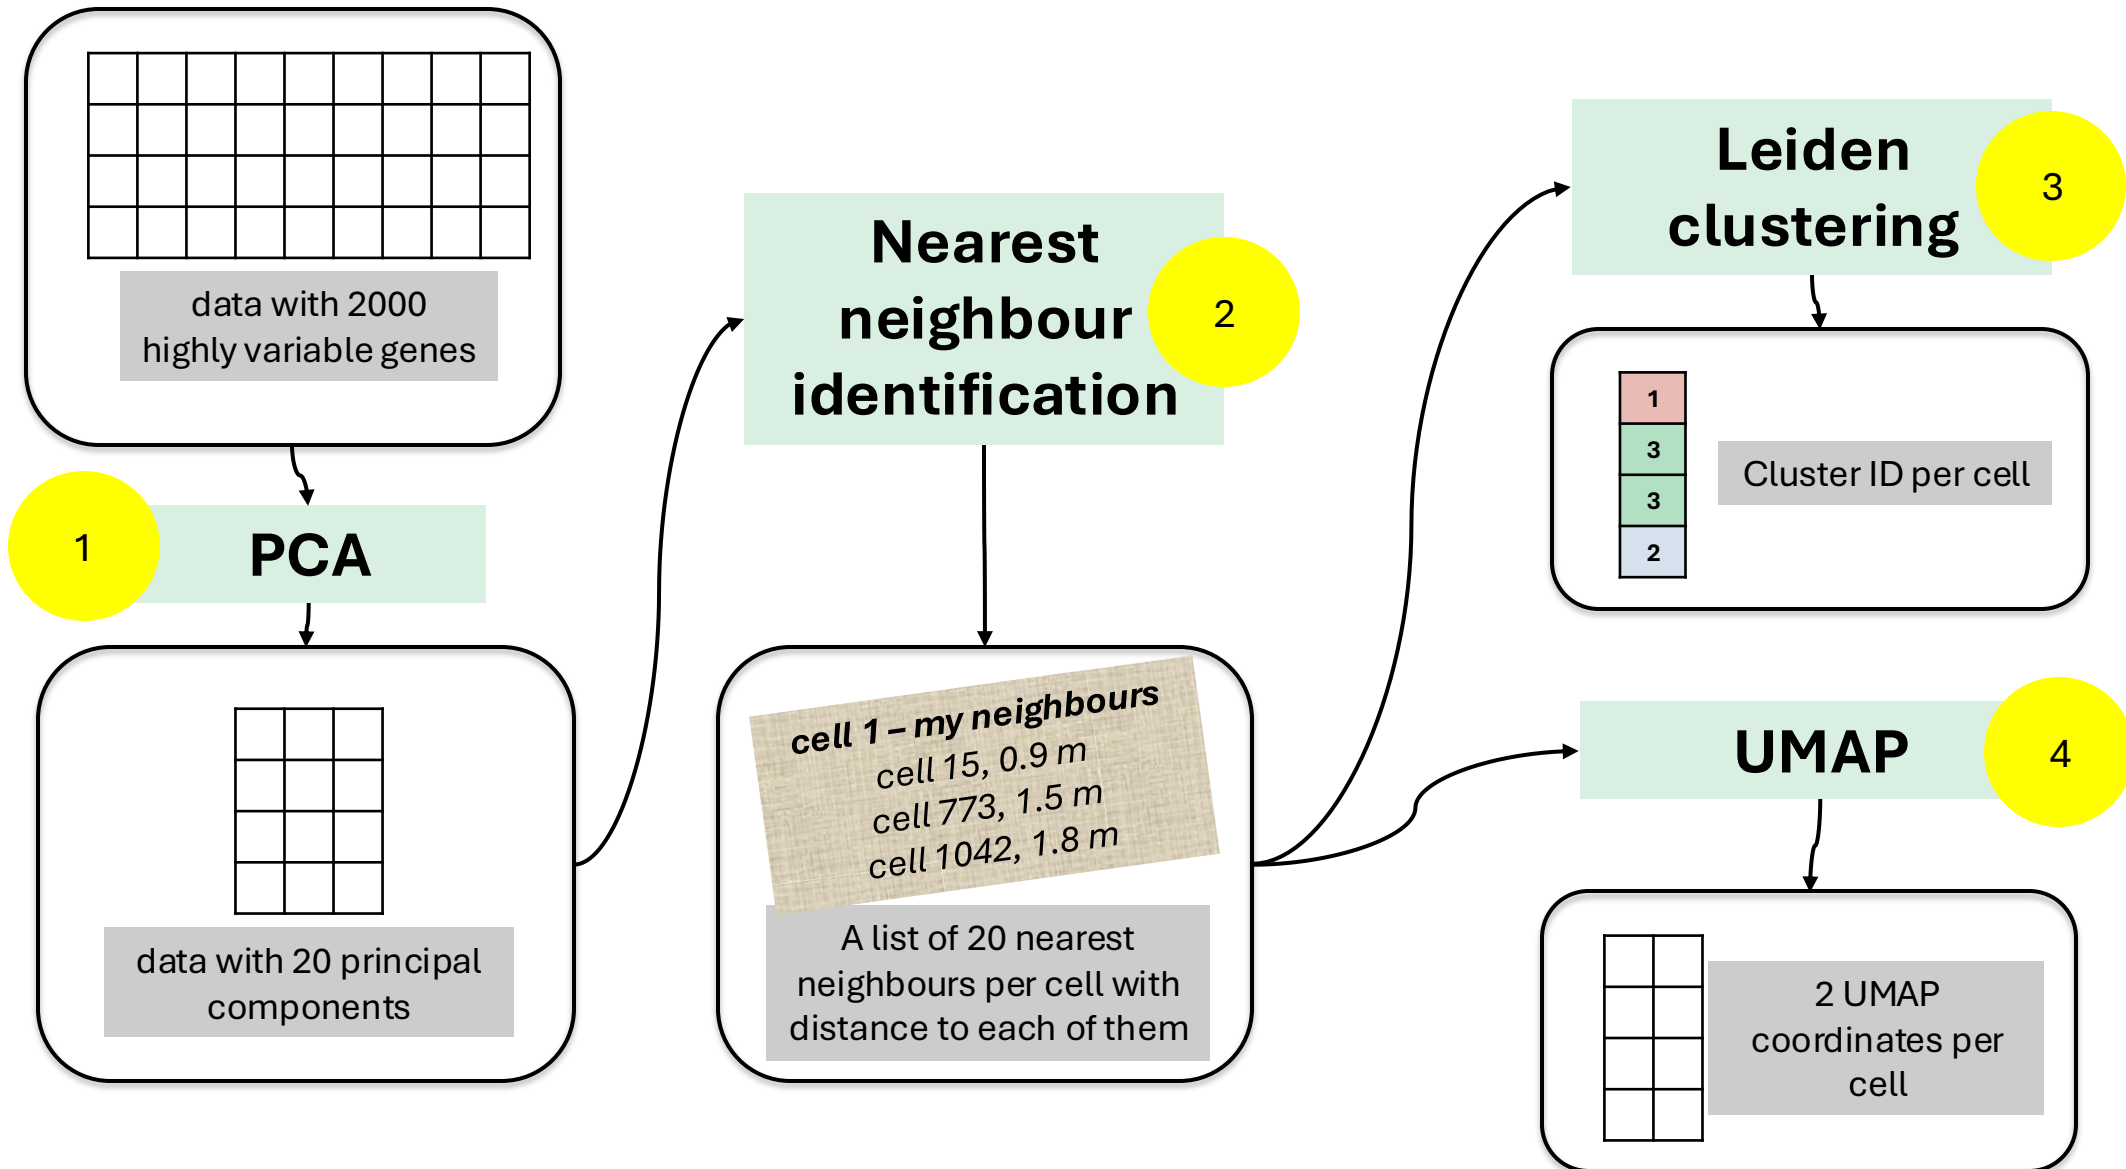 data with 2000
highly variable genes
1
PCA
data with 20 principal
components
Nearest
neighbour
identification
2
cell 1 – my neighbours
cell 15, 0.9 m
cell 773, 1.5 m
cell 1042, 1.8 m
A list of 20 nearest
neighbours per cell with
distance to each of them
Leiden
clustering
3
1
3
3
2
Cluster ID per cell
UMAP
4
2 UMAP
coordinates per
cell